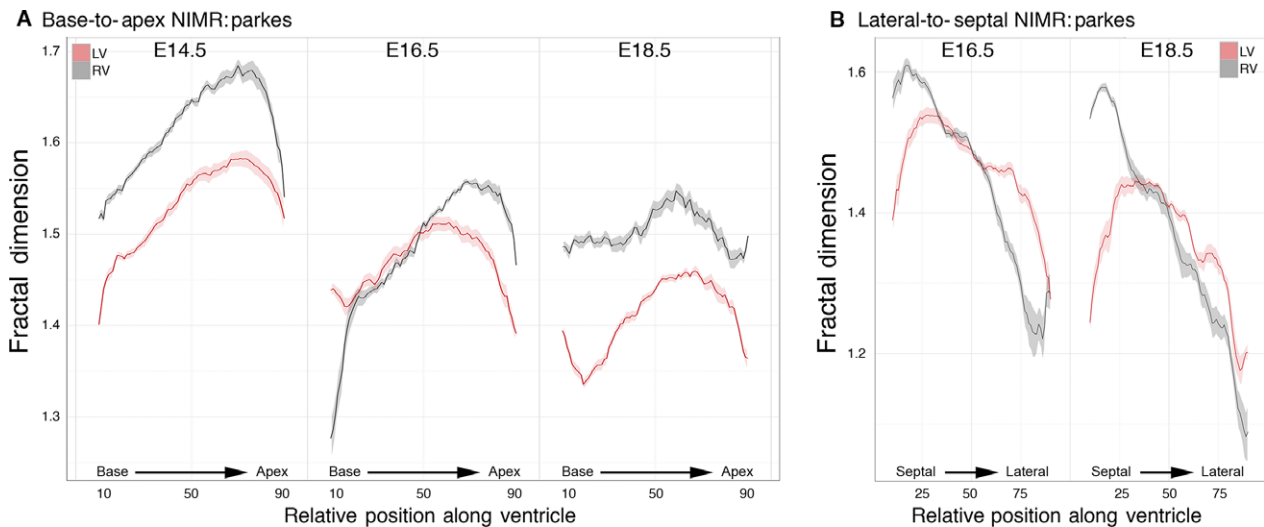 A Base-to-apex NIMR:parkes
E14.5 E16.5 E18.5
LV
RV
1.7
1.6
1.5
1.4
1.3
Fractal dimension
Base Apex Base Apex Base Apex
10 50 90 10 50 90 10 50 90
Relative position along ventricle
B Lateral-to-septal NIMR:parkes
E16.5 E18.5
LV
RV
1.6
1.4
1.2
Fractal dimension
Septal Lateral Septal Lateral
25 50 75 25 50 75
Relative position along ventricle